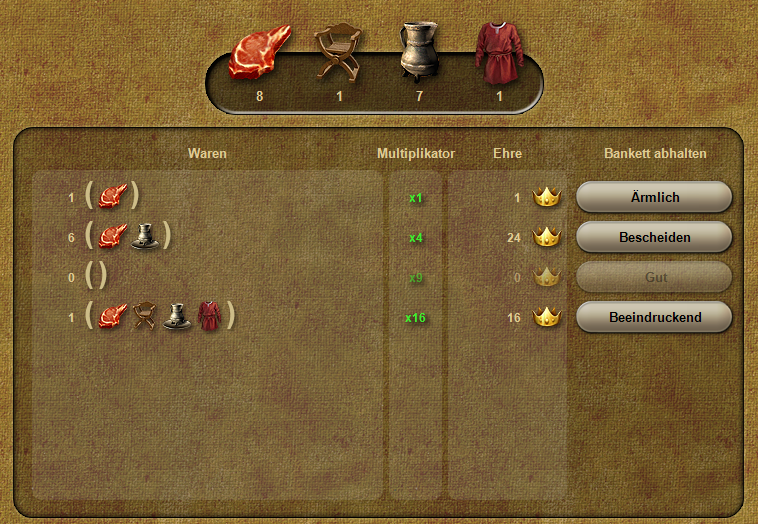 8 1 7 1
Waren Multiplikator Ehre Bankett abhalten
1 ( ) x1 1 Ärmlich
6 ( ) x4 24 Bescheiden
0 ( ) x9 0 Gut
1 ( ) x16 16 Beeindruckend